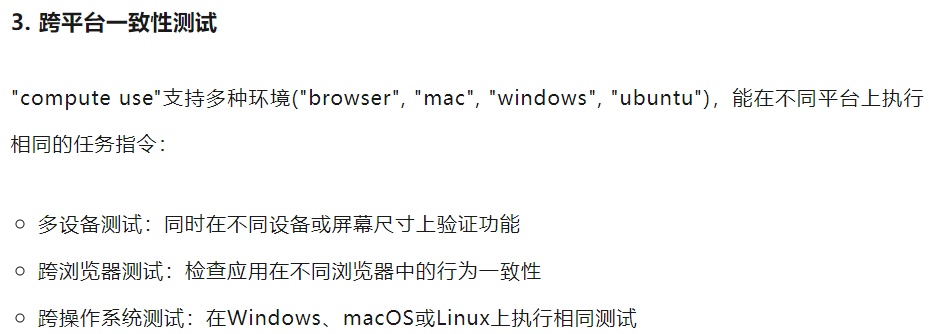 3. 跨平台一致性测试
"compute use"支持多种环境("browser", "mac", "windows", "ubuntu")，能在不同平台上执行
相同的任务指令：
多设备测试：同时在不同设备或屏幕尺寸上验证功能
跨浏览器测试：检查应用在不同浏览器中的行为一致性
跨操作系统测试：在Windows、macOS或Linux上执行相同测试